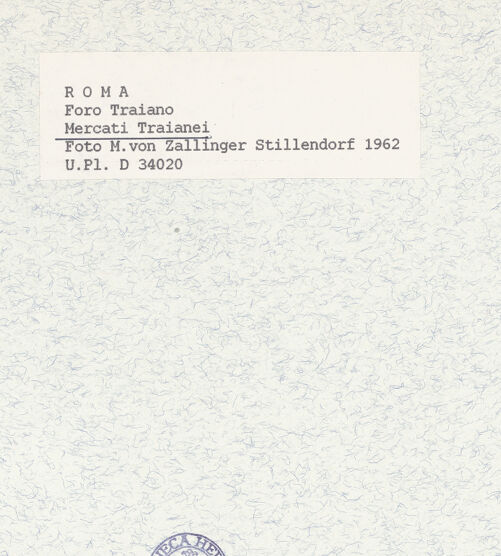 R O M A
Foro Traiano
Mercati Traianei
Foto M.von Zallinger Stillendorf 1962
U.Pl. D 34020